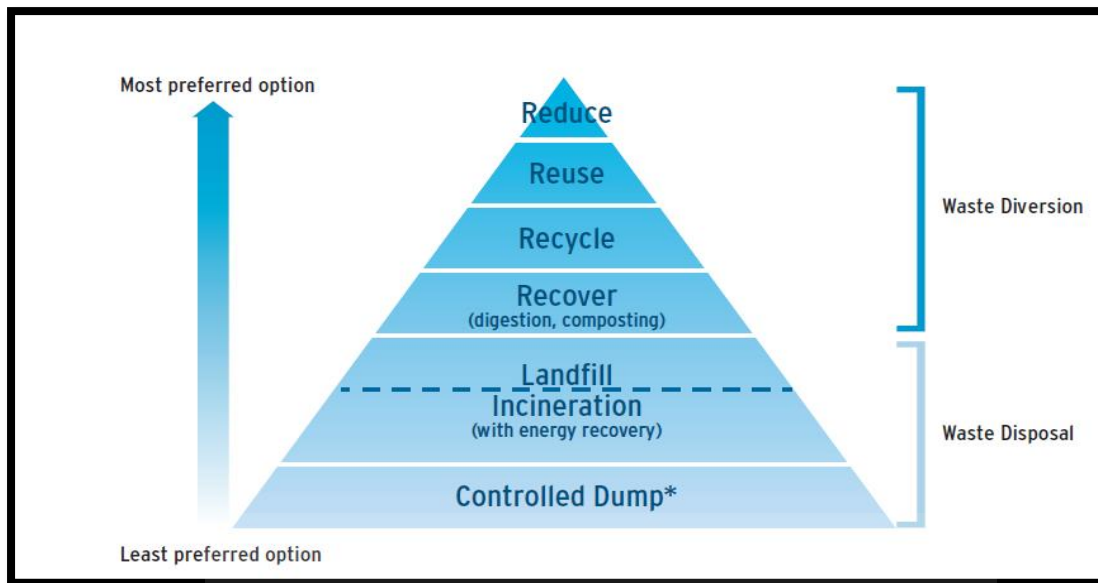 Most preferred option
Reduce
Reuse
Waste Diversion
Recycle
Recover
(digestion, composting)
Landfill
Incineration
(with energy recovery)
Waste Disposal
Controlled Dump*
Least preferred option